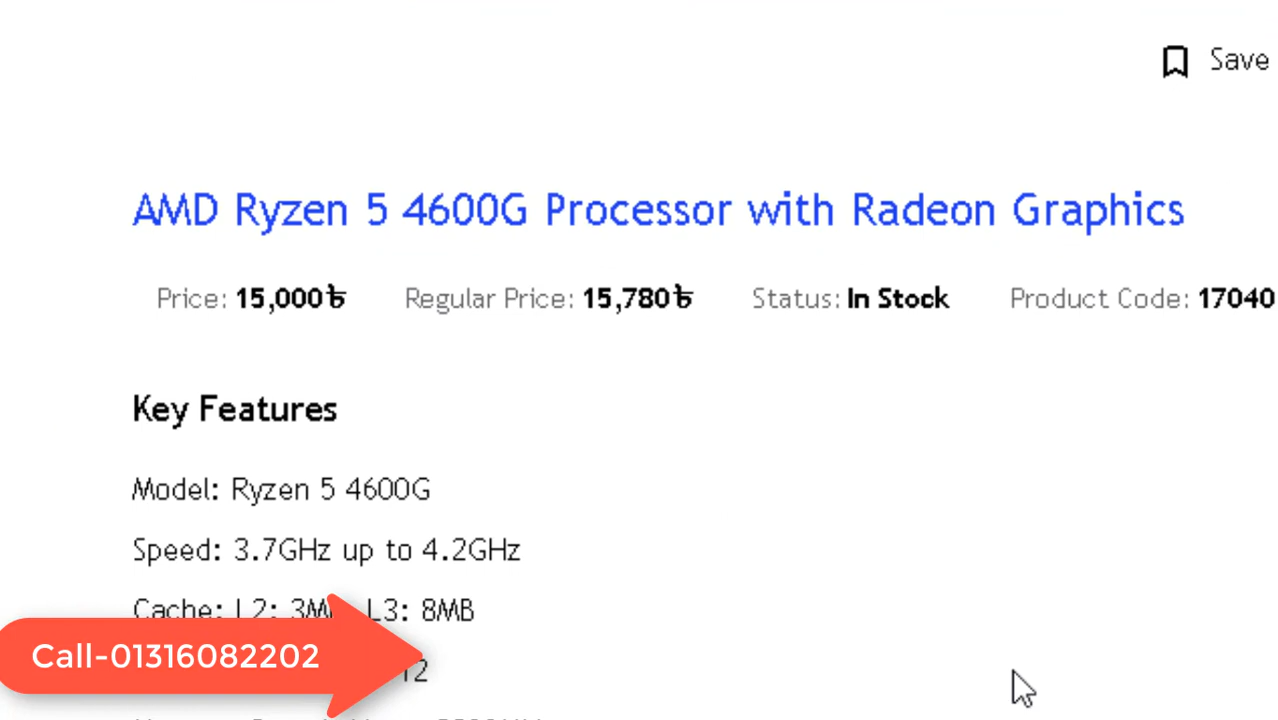 Save
AMD Ryzen 5 4600G Processor with Radeon Graphics
Price: 15,000৳ Regular Price: 15,780৳ Status: In Stock Product Code: 17040
Key Features
Model: Ryzen 5 4600G
Speed: 3.7GHz up to 4.2GHz
Cache: L2: L3: 8MB
Call-01316082202